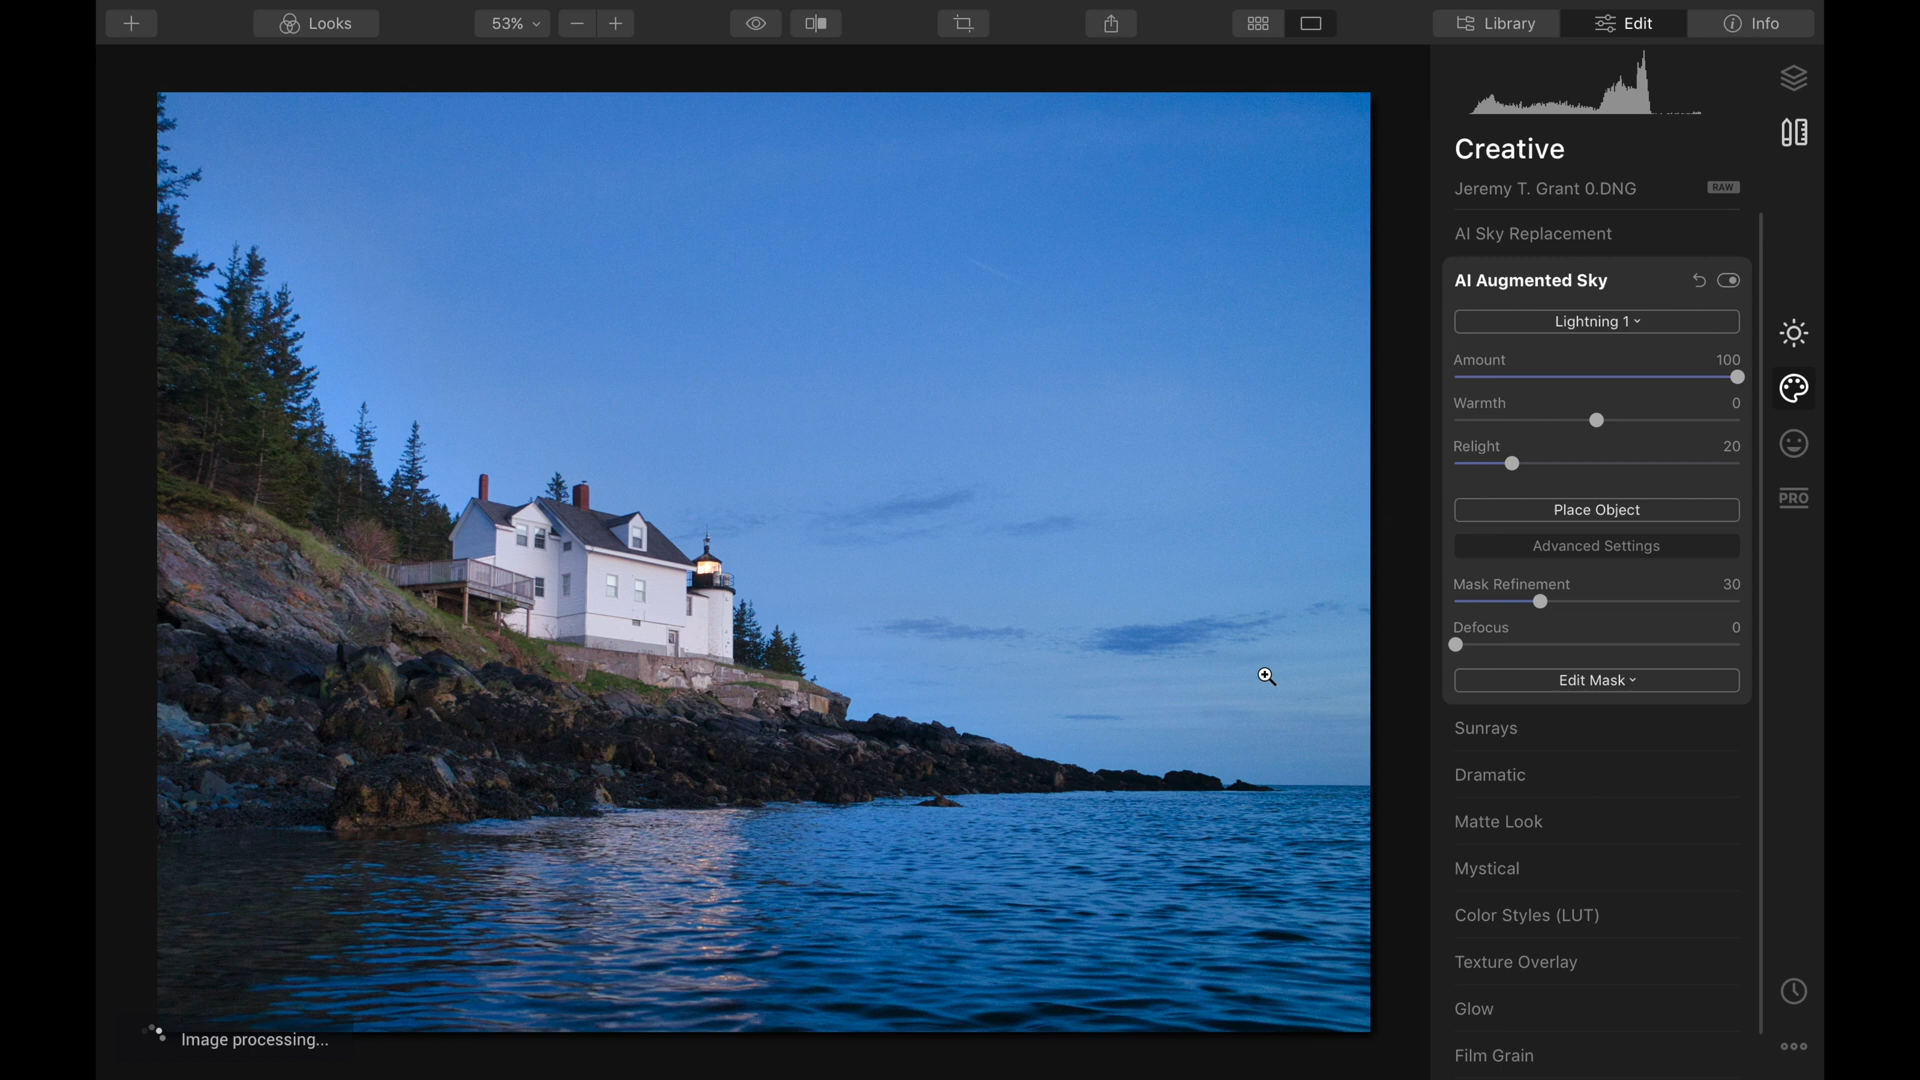 Looks
53%
Library
Edit
Info
Creative
Jeremy T. Grant 0.DNG
RAW
AI Sky Replacement
AI Augmented Sky
Lightning 1
Amount 100
Warmth 0
Relight 20
Place Object
Advanced Settings
Mask Refinement 30
Defocus 0
Edit Mask
Sunrays
Dramatic
Matte Look
Mystical
Color Styles (LUT)
Texture Overlay
Glow
Film Grain
PRO
Image processing...